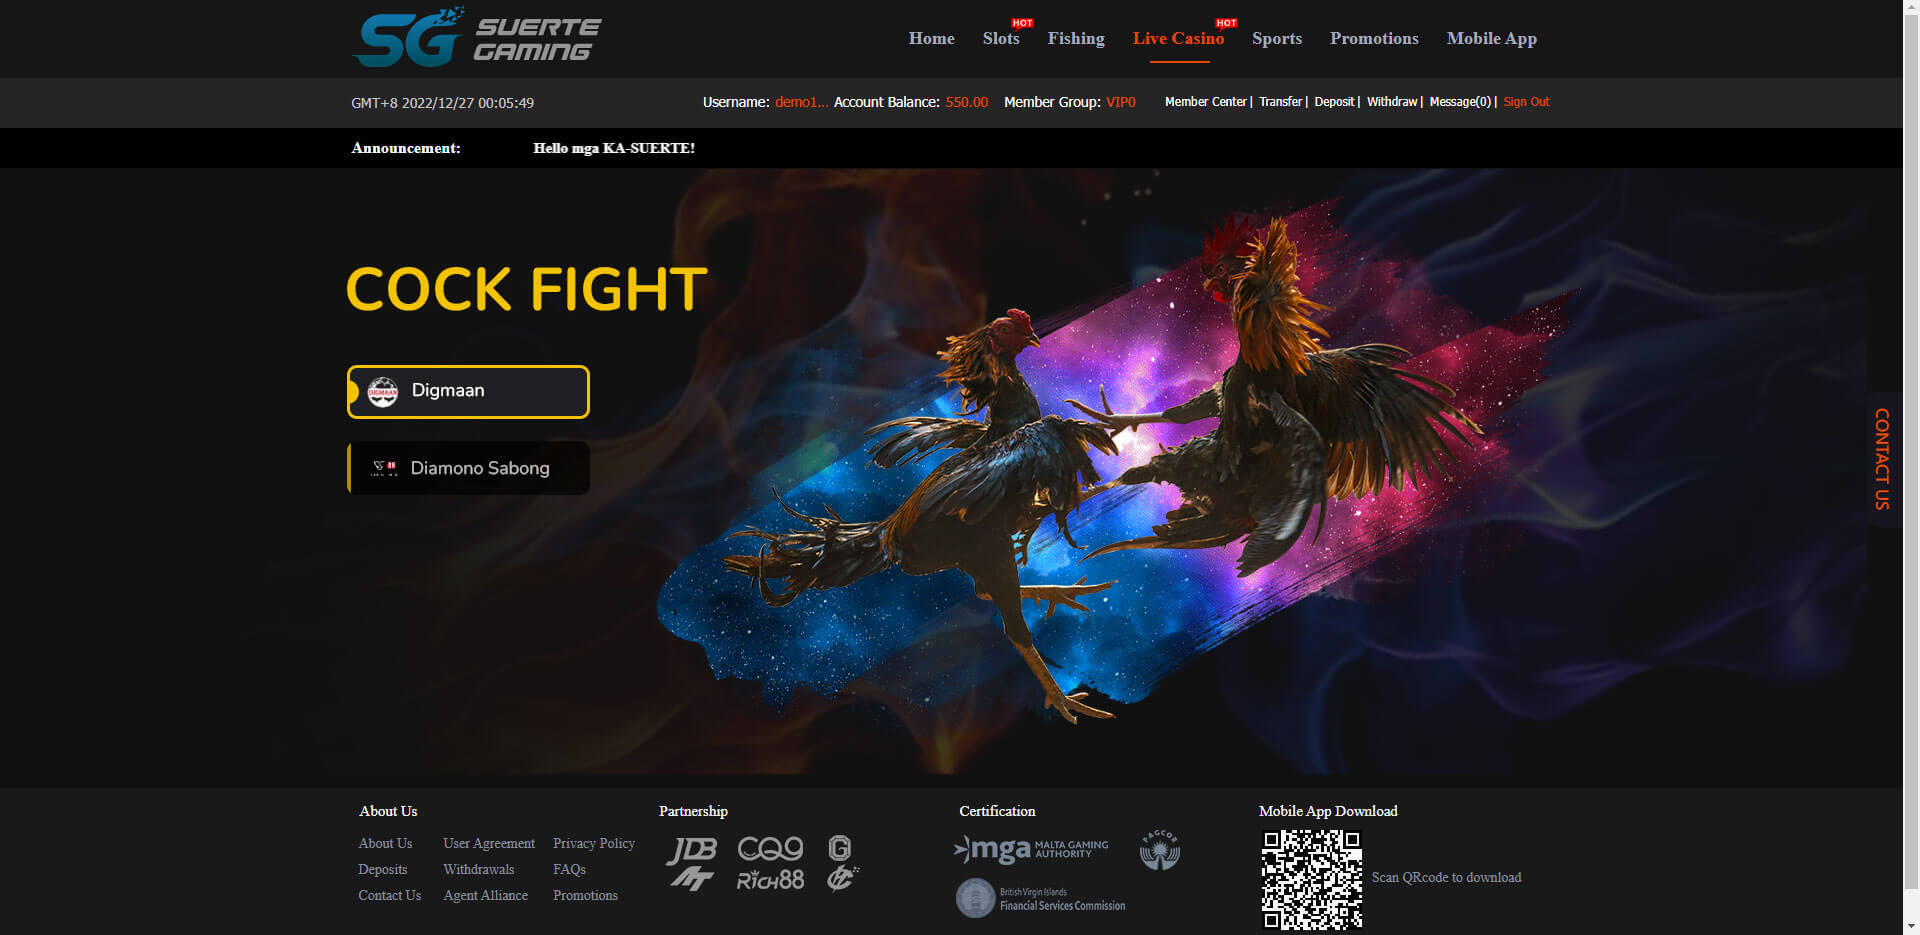 SG SUERTE GAMING
Home Slots HOT Fishing Live Casino HOT Sports Promotions Mobile App
GMT+8 2022/12/27 00:05:49 Username: demo1... Account Balance: 550.00 Member Group: VIP0 Member Center| Transfer| Deposit| Withdraw| Message(0)| Sign Out
Announcement: Hello mga KA-SUERTE!
COCK FIGHT
DIGMAAN Digmaan
Diamono Sabong
CONTACT US
About Us
About Us User Agreement Privacy Policy
Deposits Withdrawals FAQs
Contact Us Agent Alliance Promotions
Partnership
JDB CQ9
RiCH88
Certification
mga MALTA GAMING AUTHORITY
PAGCOR
British Virgin Islands
Financial Services Commission
Mobile App Download
Scan QRcode to download